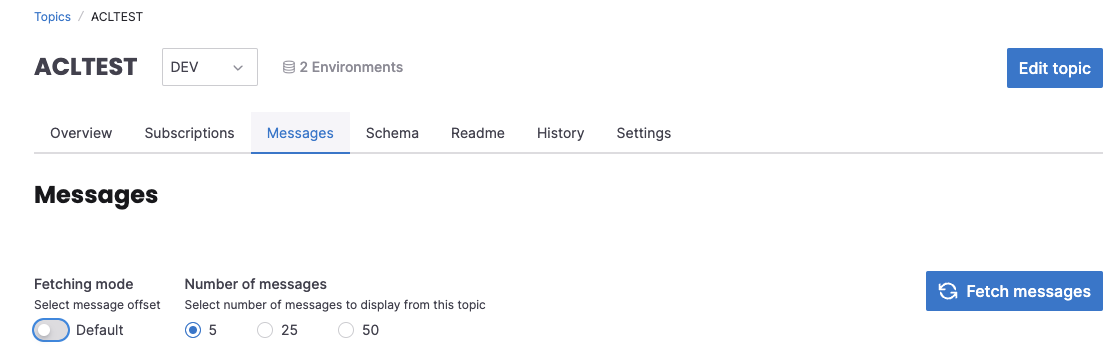 Topics / ACLTEST
ACLTEST DEV 2 Environments Edit topic
Overview Subscriptions Messages Schema Readme History Settings
Messages
Fetching mode Number of messages
Select message offset Select number of messages to display from this topic
Fetch messages
Default 5 25 50